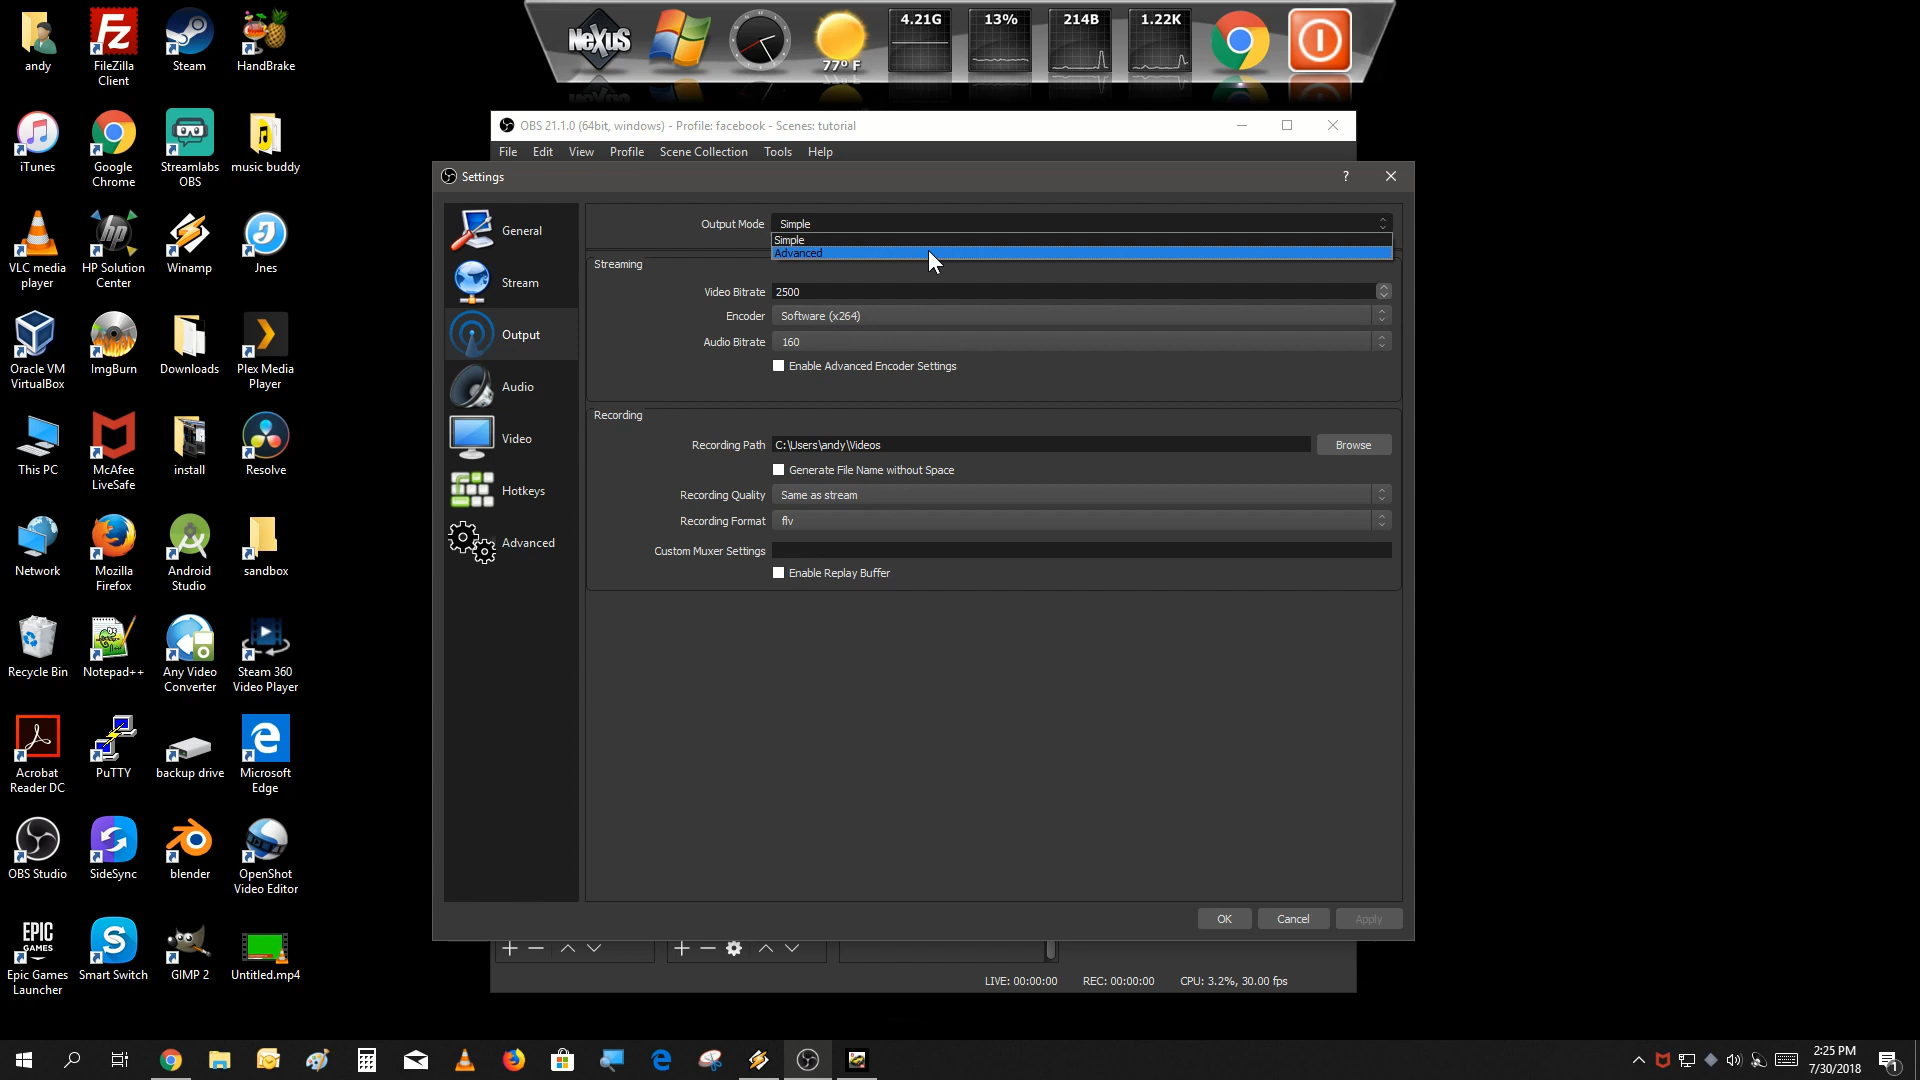 andy
FileZilla
Client
Steam
HandBrake
iTunes
Google
Chrome
Streamlabs
OBS
music buddy
VLC media
player
HP Solution
Center
Winamp
Jnes
Oracle VM
VirtualBox
ImgBurn
Downloads
Plex Media
Player
This PC
McAfee
LiveSafe
install
Resolve
Network
Mozilla
Firefox
Android
Studio
sandbox
Recycle Bin
Notepad++
Any Video
Converter
Steam 360
Video Player
Acrobat
Reader DC
PuTTY
backup drive
Microsoft
Edge
OBS Studio
SideSync
blender
OpenShot
Video Editor
EPIC
GAMES
Epic Games
Launcher
Smart Switch
GIMP 2
Untitled.mp4
NeXuS
77º F
4.21G
13%
214B
1.22K
OBS 21.1.0 (64bit, windows) - Profile: facebook - Scenes: tutorial
File Edit View Profile Scene Collection Tools Help
Settings
?
General
Stream
Output
Audio
Video
Hotkeys
Advanced
Output Mode Simple
Simple
Advanced
Streaming
Video Bitrate 2500
Encoder Software (x264)
Audio Bitrate 160
Enable Advanced Encoder Settings
Recording
Recording Path C:\Users\andy\Videos Browse
Generate File Name without Space
Recording Quality Same as stream
Recording Format flv
Custom Muxer Settings
Enable Replay Buffer
OK Cancel Apply
LIVE: 00:00:00 REC: 00:00:00 CPU: 3.2%, 30.00 fps
2:25 PM
7/30/2018
1